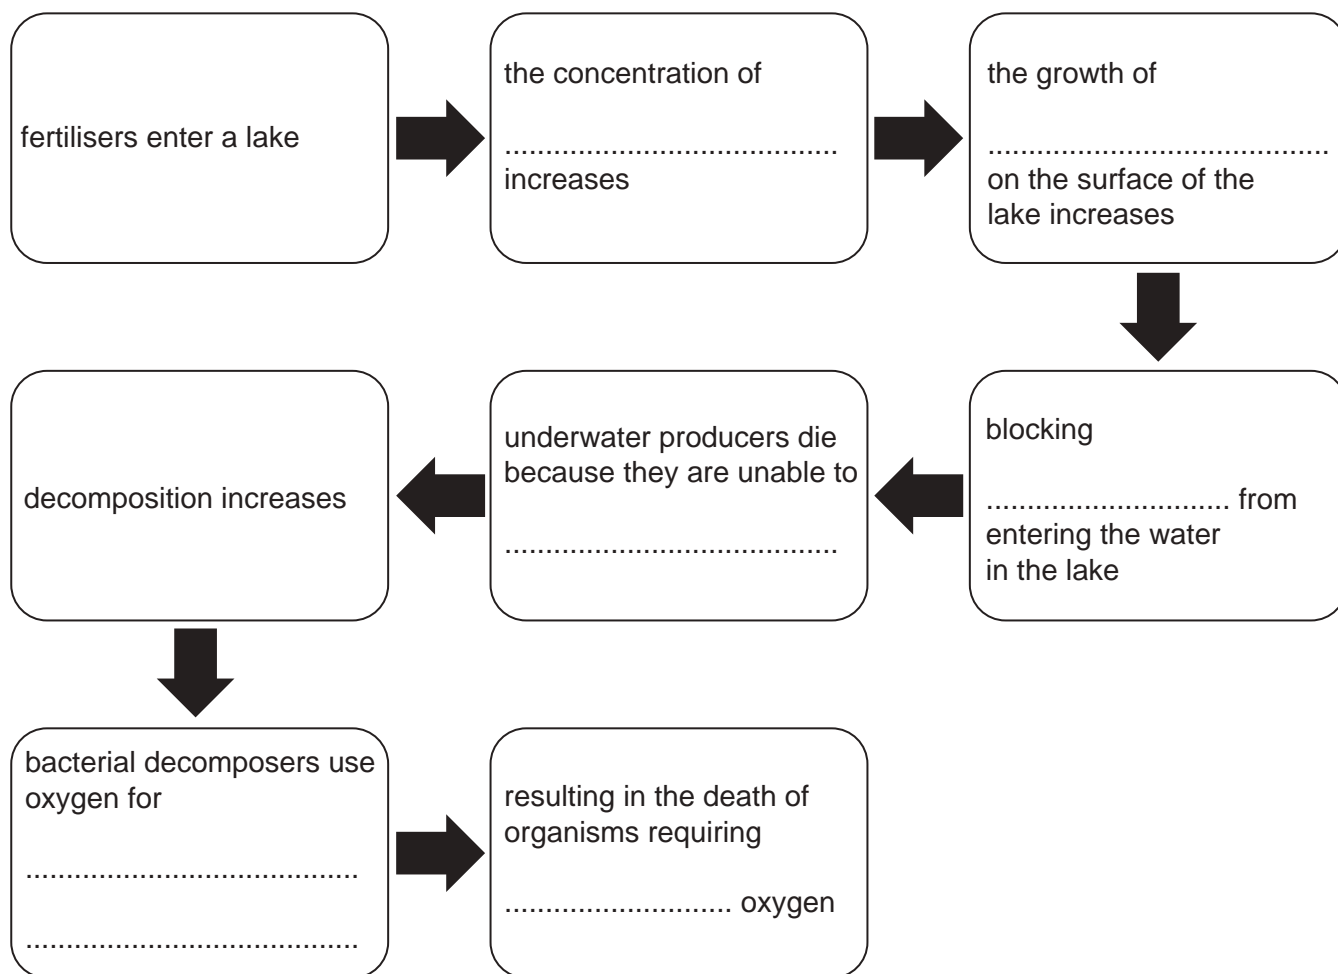 fertilisers enter a lake
the concentration of
.........................................
increases
the growth of
..........................................
on the surface of the
lake increases
blocking
.............................. from
entering the water
in the lake
underwater producers die
because they are unable to
.........................................
decomposition increases
bacterial decomposers use
oxygen for
.........................................
.........................................
resulting in the death of
organisms requiring
............................ oxygen